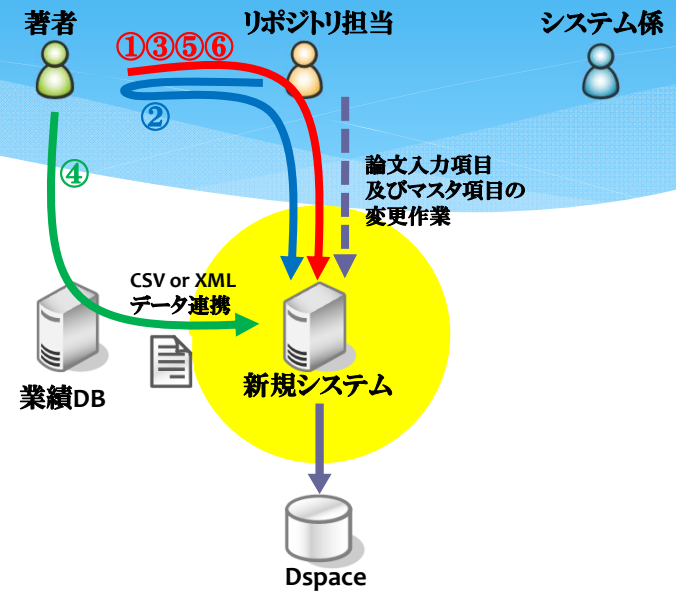 著者
リポジトリ担当
システム係
①③⑤⑥
②
④
論文入力項目
及びマスタ項目の
変更作業
CSV or XML
データ連携
業績DB
新規システム
Dspace